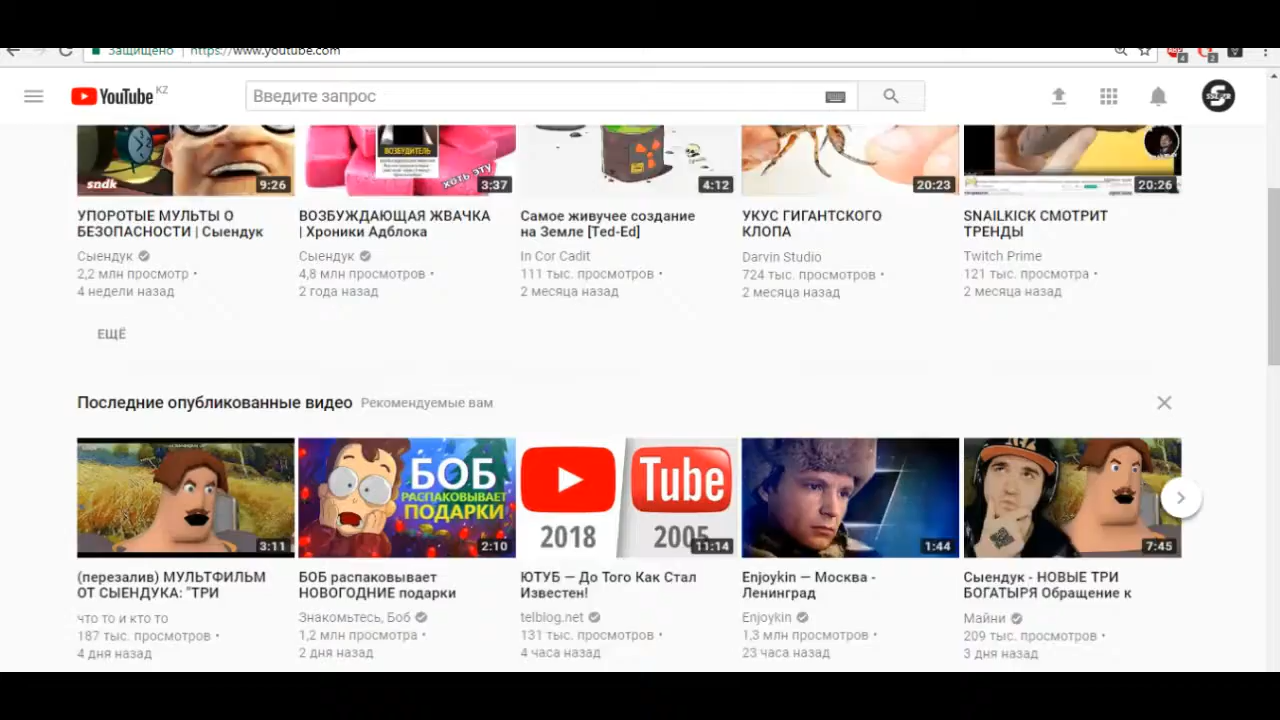 Защищено https://www.youtube.com
4
2
YouTube KZ
Введите запрос
sndk
9:26
ВОЗБУДИТЕЛЬ
хоть эту
3:37
4:12
20:23
20:26
УПОРОТЫЕ МУЛЬТЫ О
БЕЗОПАСНОСТИ | Сыендук
Сыендук
2,2 млн просмотр •
4 недели назад
ВОЗБУЖДАЮЩАЯ ЖВАЧКА
| Хроники Адблока
Сыендук
4,8 млн просмотров •
2 года назад
Самое живучее создание
на Земле [Ted-Ed]
In Cor Cadit
111 тыс. просмотров •
2 месяца назад
УКУС ГИГАНТСКОГО
КЛОПА
Darvin Studio
724 тыс. просмотров •
2 месяца назад
SNAILKICK СМОТРИТ
ТРЕНДЫ
Twitch Prime
121 тыс. просмотра •
2 месяца назад
ЕЩЁ
Последние опубликованные видео Рекомендуемые вам
3:11
БОБ
РАСПАКОВЫВАЕТ
ПОДАРКИ
2:10
Tube
2018
2005
11:14
1:44
7:45
(перезалив) МУЛЬТФИЛЬМ
ОТ СЫЕНДУКА: "ТРИ
что то и кто то
187 тыс. просмотров •
4 дня назад
БОБ распаковывает
НОВОГОДНИЕ подарки
Знакомьтесь, Боб
1,2 млн просмотра •
2 дня назад
ЮТУБ — До Того Как Стал
Известен!
telblog.net
131 тыс. просмотров •
4 часа назад
Enjoykin — Москва -
Ленинград
Enjoykin
1,3 млн просмотров •
23 часа назад
Сыендук - НОВЫЕ ТРИ
БОГАТЫРЯ Обращение к
Майни
209 тыс. просмотров •
3 дня назад